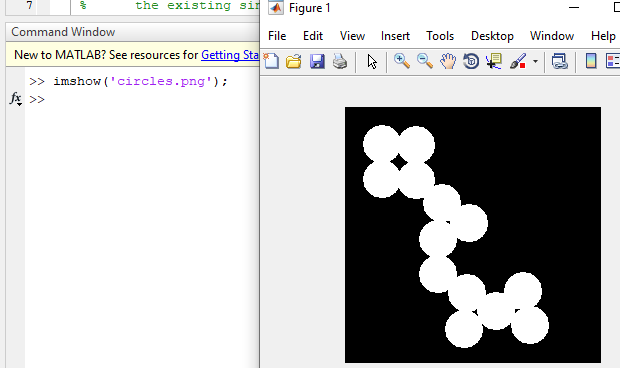 7 % the existing sin
Command Window
New to MATLAB? See resources for Getting Sta
>> imshow('circles.png');
fx >>
Figure 1
File Edit View Insert Tools Desktop Window Help